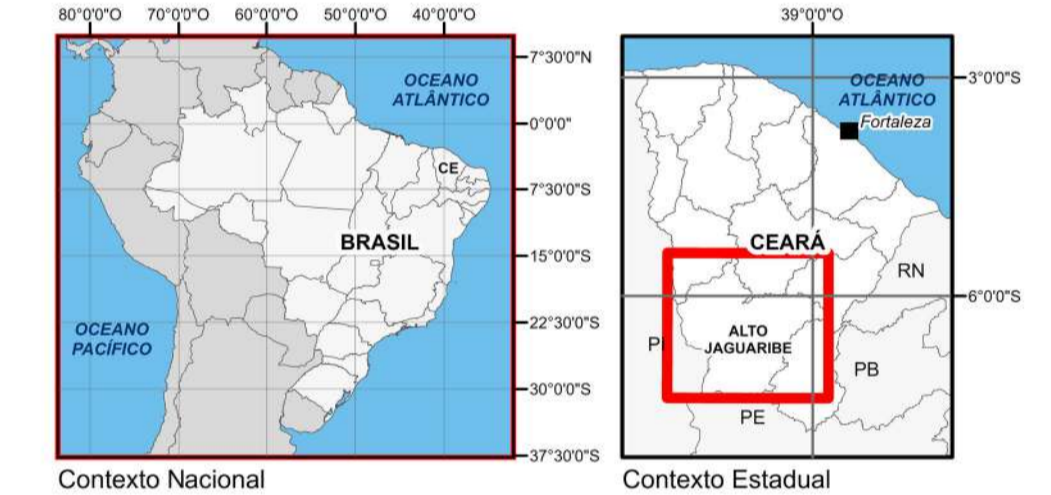 80°0'0"O 70°0'0"O 60°0'0"O 50°0'0"O 40°0'0"O
7°30'0"N
0°0'0"
7°30'0"S
15°0'0"S
22°30'0"S
30°0'0"S
37°30'0"S
OCEANO
ATLÂNTICO
CE
BRASIL
OCEANO
PACÍFICO
Contexto Nacional
39°0'0"O
3°0'0"S
6°0'0"S
OCEANO
ATLÂNTICO
Fortaleza
CEARÁ
RN
ALTO
JAGUARIBE
PI
PB
PE
Contexto Estadual